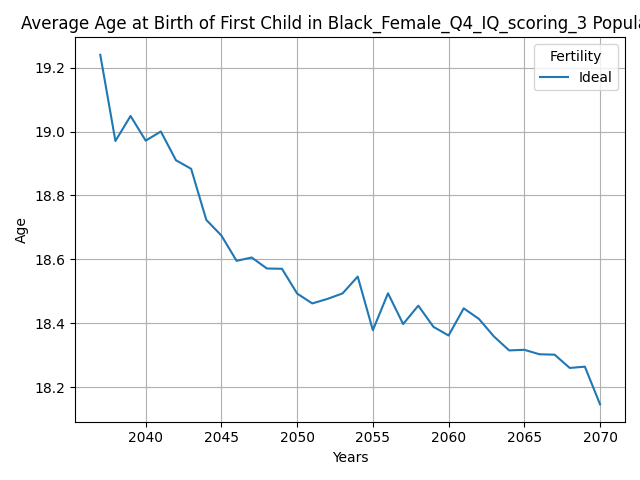 Average Age at Birth of First Child in Black_Female_Q4_IQ_scoring_3 Popula
Fertility
Ideal
19.2
19.0
18.8
18.6
18.4
18.2
Age
2040 2045 2050 2055 2060 2065 2070
Years